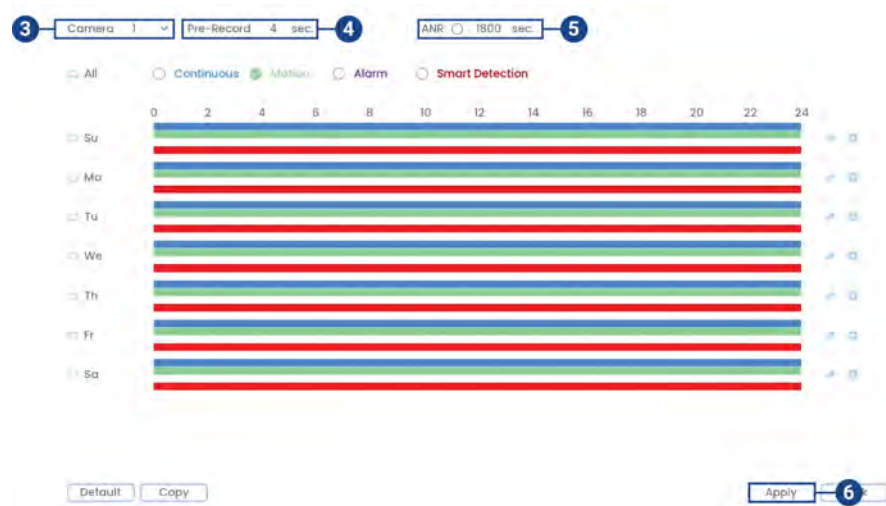 3 Camera 1 Pre-Record 4 sec. 4 ANR 1800 sec. 5
All Continuous Motion Alarm Smart Detection
0 2 4 6 8 10 12 14 16 18 20 22 24
Su
Mo
Tu
We
Th
Fr
Sa
Default Copy Apply 6 k